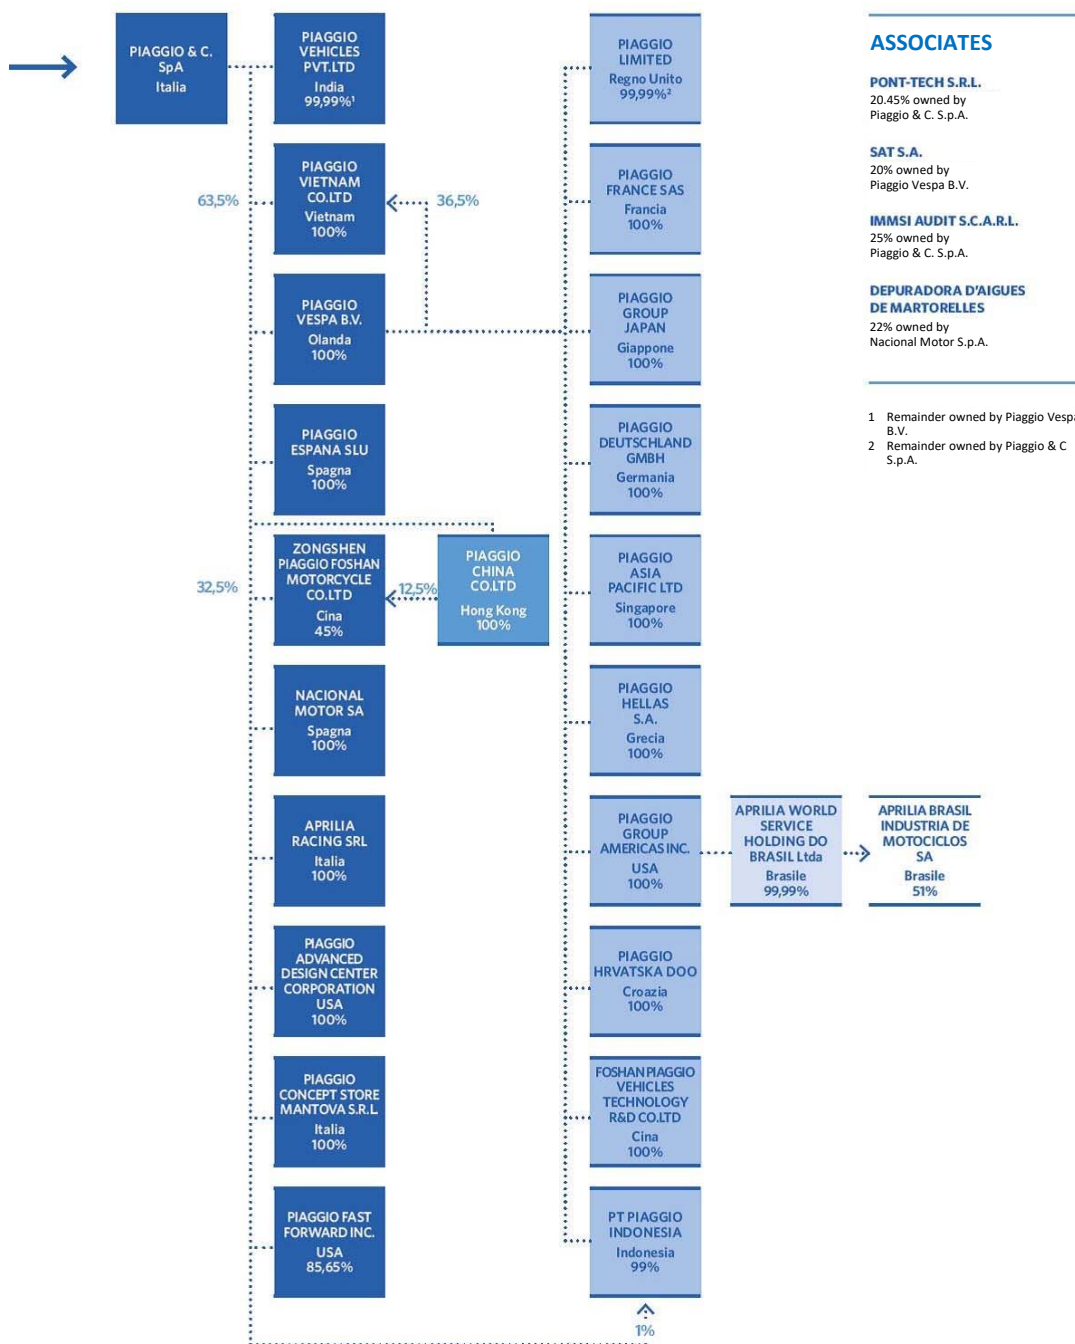 PIAGGIO & C.
SpA
Italia
PIAGGIO
VEHICLES
PVT.LTD
India
99,99%¹
PIAGGIO
LIMITED
Regno Unito
99,99%²
63,5%
PIAGGIO
VIETNAM
CO.LTD
Vietnam
100%
36,5%
PIAGGIO
FRANCE SAS
Francia
100%
PIAGGIO
VESPA B.V.
Olanda
100%
PIAGGIO
GROUP
JAPAN
Giappone
100%
PIAGGIO
ESPANA SLU
Spagna
100%
PIAGGIO
DEUTSCHLAND
GMBH
Germania
100%
32,5%
ZONGSHEN
PIAGGIO FOSHAN
MOTORCYCLE
CO.LTD
Cina
45%
12,5%
PIAGGIO
CHINA
CO.LTD
Hong Kong
100%
PIAGGIO
ASIA
PACIFIC LTD
Singapore
100%
NACIONAL
MOTOR SA
Spagna
100%
PIAGGIO
HELLAS
S.A.
Grecia
100%
APRILIA
RACING SRL
Italia
100%
PIAGGIO
GROUP
AMERICAS INC.
USA
100%
APRILIA WORLD
SERVICE
HOLDING DO
BRASIL Ltda
Brasile
99,99%
APRILIA BRASIL
INDUSTRIA DE
MOTOCICLOS
SA
Brasile
51%
PIAGGIO
ADVANCED
DESIGN CENTER
CORPORATION
USA
100%
PIAGGIO
HRVATSKA DOO
Croazia
100%
PIAGGIO
CONCEPT STORE
MANTOVA S.R.L
Italia
100%
FOSHAN PIAGGIO
VEHICLES
TECHNOLOGY
R&D CO.LTD
Cina
100%
PIAGGIO FAST
FORWARD INC.
USA
85,65%
PT PIAGGIO
INDONESIA
Indonesia
99%
1%
ASSOCIATES
PONT-TECH S.R.L.
20.45% owned by
Piaggio & C. S.p.A.
SAT S.A.
20% owned by
Piaggio Vespa B.V.
IMMSI AUDIT S.C.A.R.L.
25% owned by
Piaggio & C. S.p.A.
DEPURADORA D'AIGUES
DE MARTORELLES
22% owned by
Nacional Motor S.p.A.
1 Remainder owned by Piaggio Vespa
B.V.
2 Remainder owned by Piaggio & C
S.p.A.